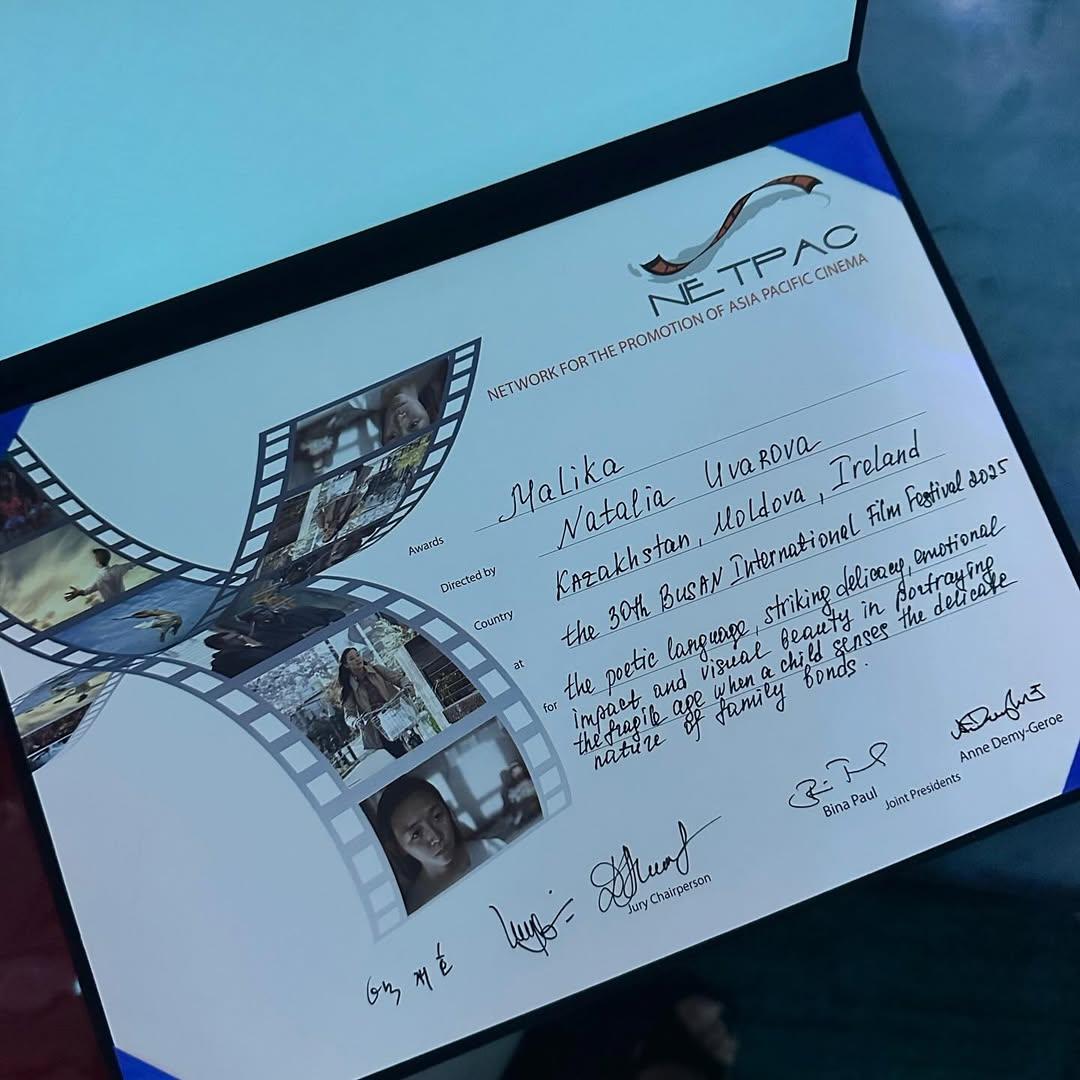 NETPAC
NETWORK FOR THE PROMOTION OF ASIA PACIFIC CINEMA
Awards Malika
Directed by Natalia Uvarova
Country Kazakhstan, Moldova, Ireland
at the 30th Busan International Film Festival 2025
for the poetic language, striking delicacy, emotional
impact and visual beauty in portraying
the fragile age when a child senses the delicate
nature of family bonds.
Bina Paul
Anne Demy-Geroe
Joint Presidents
Jury Chairperson